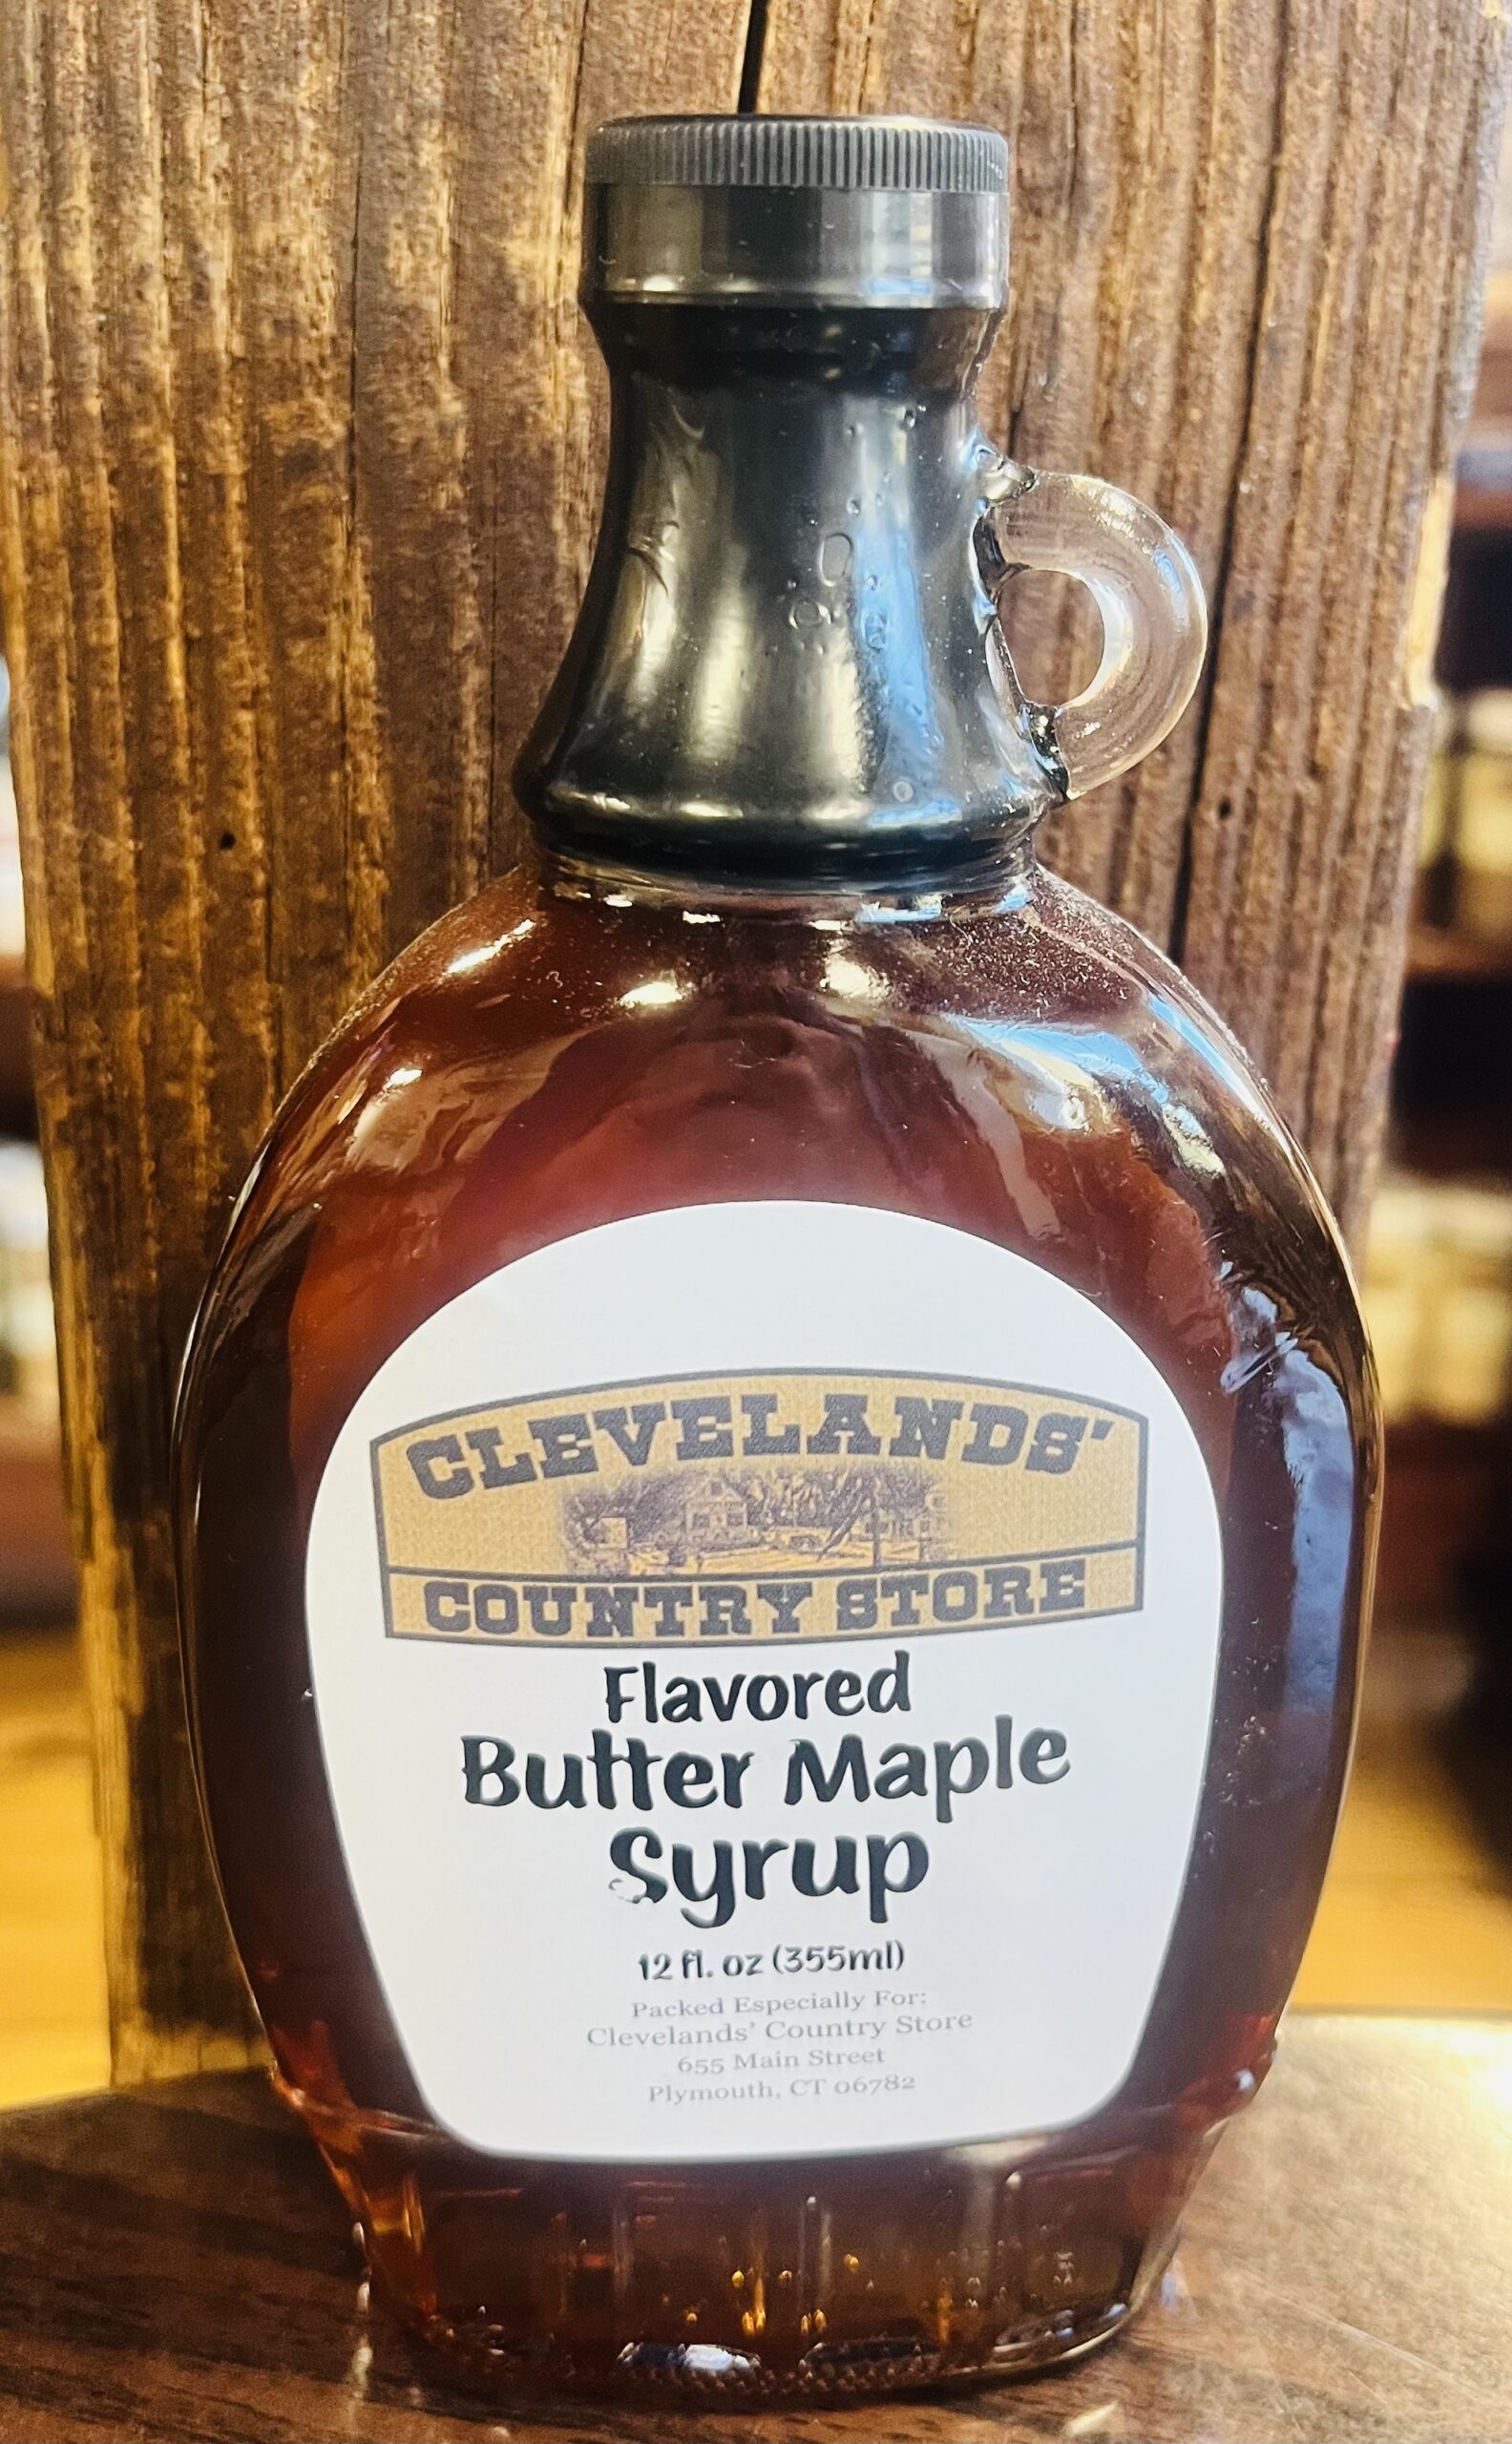 CLEVELANDS'
COUNTRY STORE
Flavored
Butter Maple
Syrup
12 fl. oz (355ml)
Packed Especially For:
Clevelands' Country Store
655 Main Street
Plymouth, CT 06782